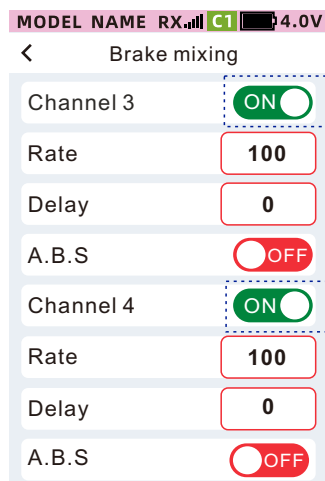 MODEL NAME RX C1 4.0V
Brake mixing
Channel 3 ON
Rate 100
Delay 0
A.B.S OFF
Channel 4 ON
Rate 100
Delay 0
A.B.S OFF